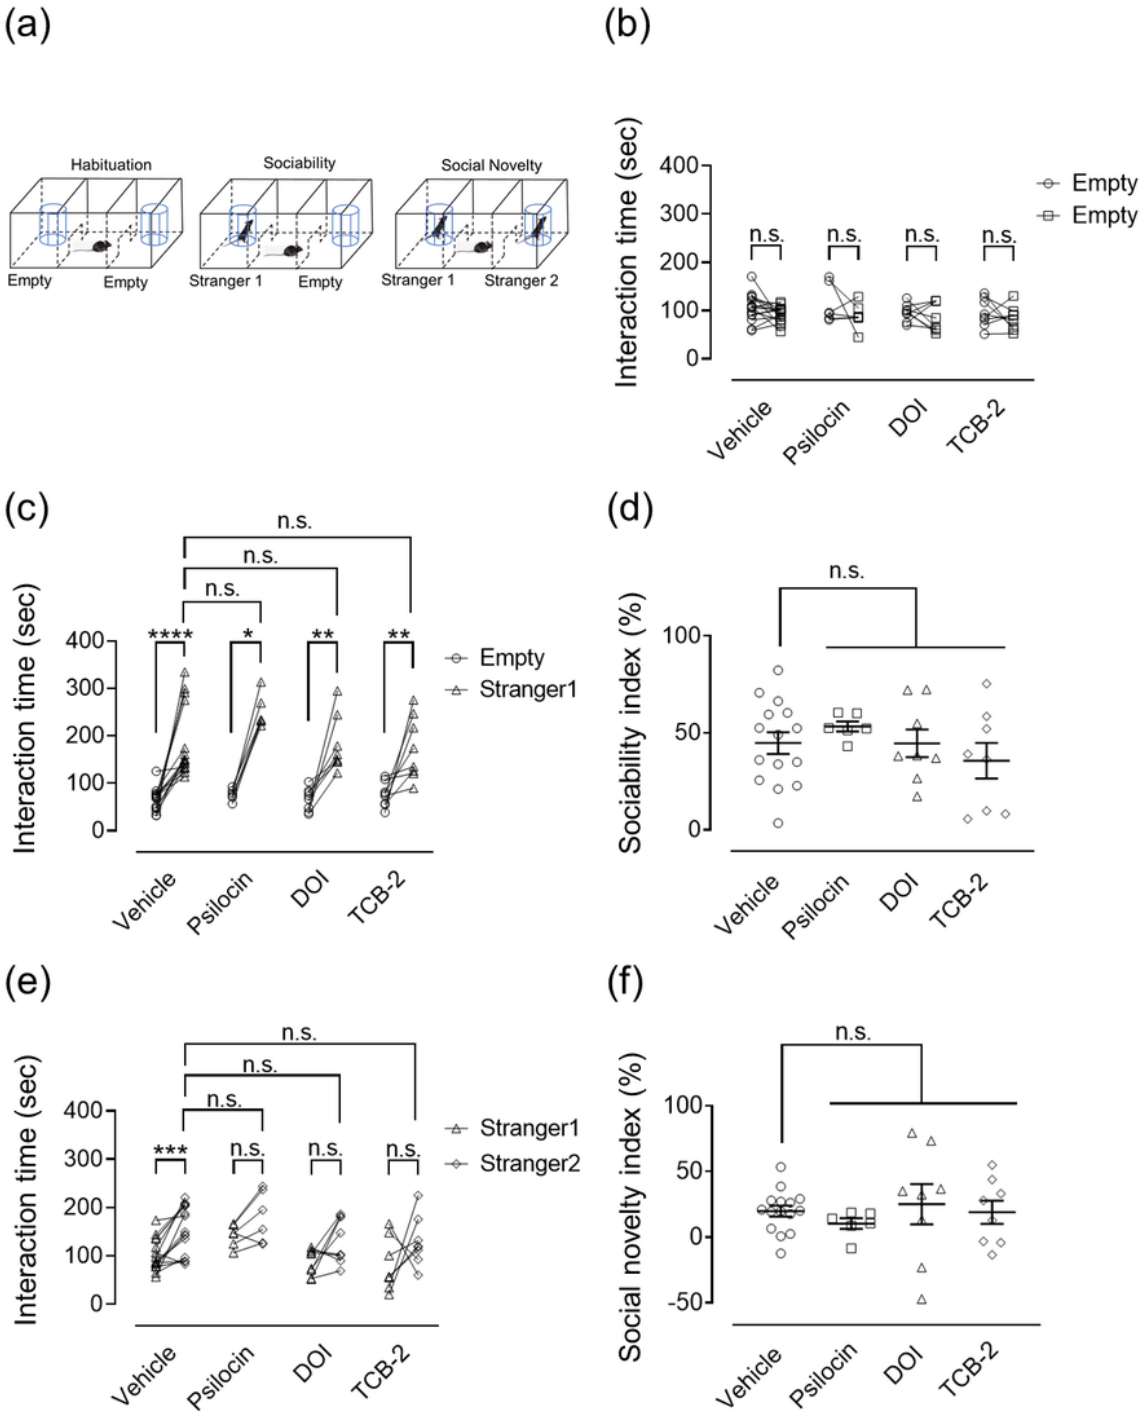 (a)
Habituation
Sociability
Social Novelty
Empty
Empty
Stranger 1
Empty
Stranger 1
Stranger 2
(b)
Interaction time (sec)
400
300
200
100
0
n.s.
n.s.
n.s.
n.s.
Empty
Empty
Vehicle
Psilocin
DOI
TCB-2
(c)
n.s.
n.s.
n.s.
****
*
**
**
Interaction time (sec)
400
300
200
100
0
Empty
Stranger1
Vehicle
Psilocin
DOI
TCB-2
(d)
n.s.
Sociability index (%)
100
50
0
Vehicle
Psilocin
DOI
TCB-2
(e)
n.s.
n.s.
n.s.
***
n.s.
n.s.
n.s.
Interaction time (sec)
400
300
200
100
0
Stranger1
Stranger2
Vehicle
Psilocin
DOI
TCB-2
(f)
n.s.
Social novelty index (%)
100
50
0
-50
Vehicle
Psilocin
DOI
TCB-2